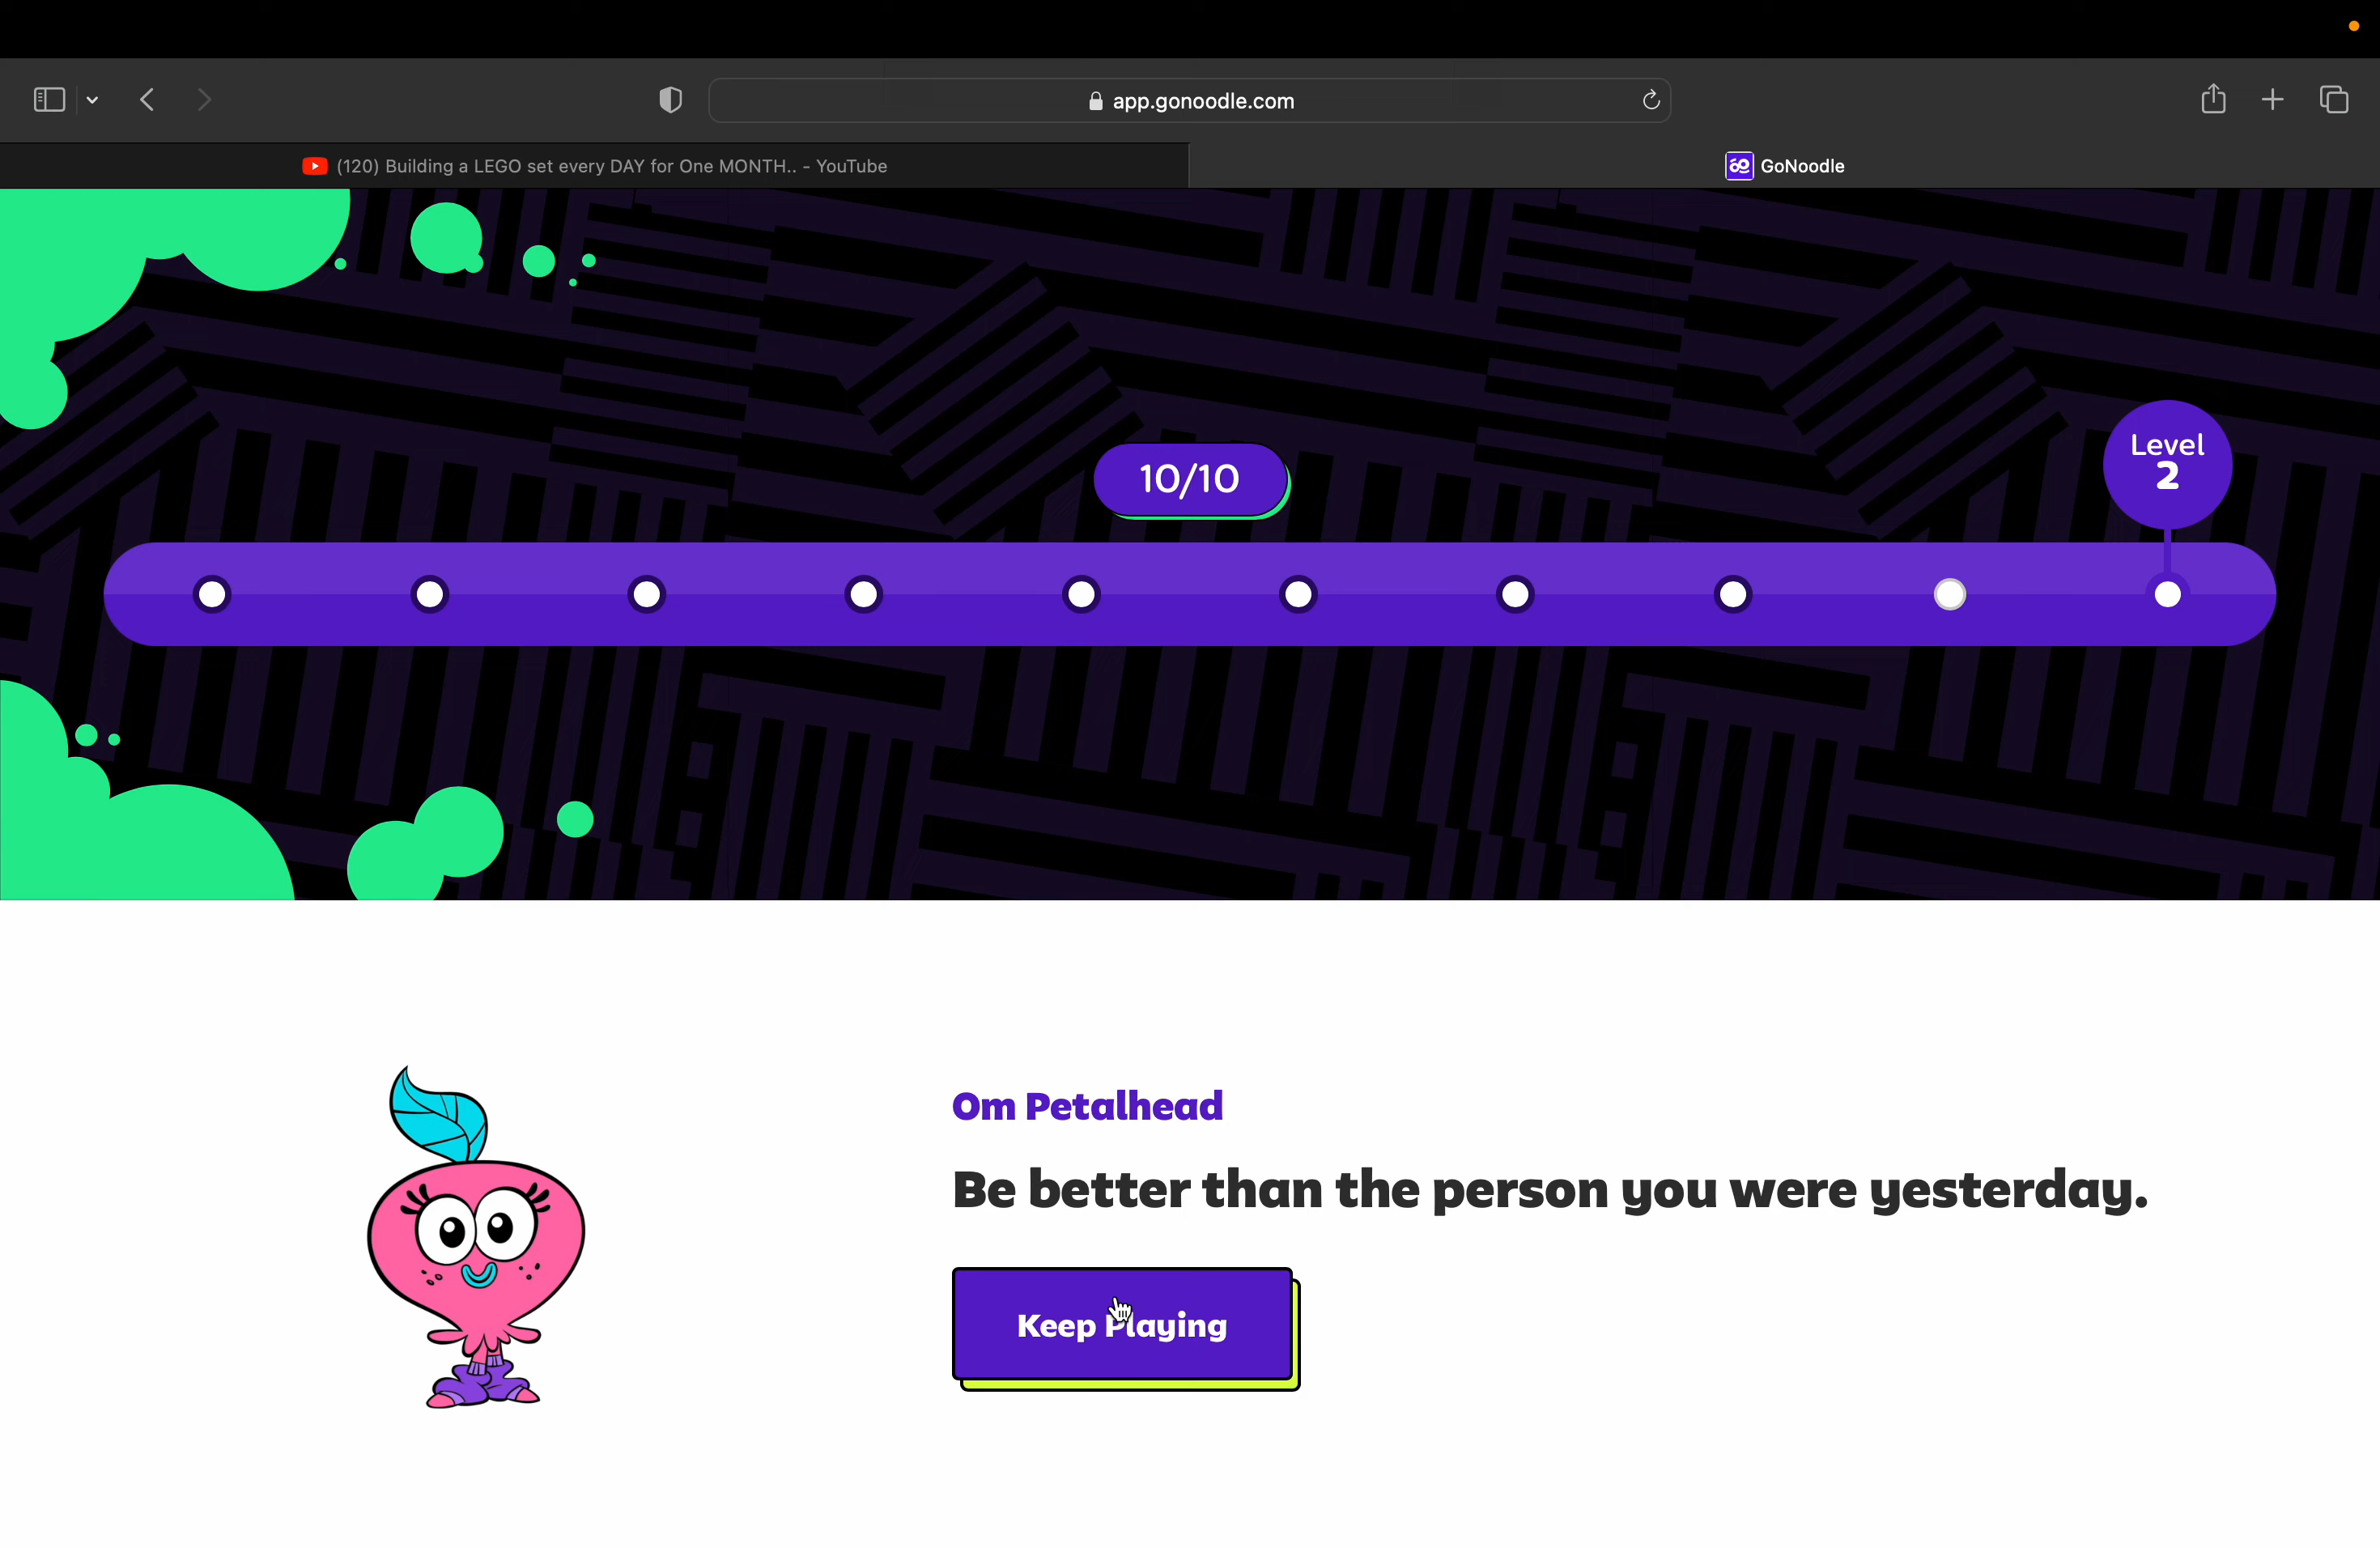 app.gonoodle.com
(120) Building a LEGO set every DAY for One MONTH.. - YouTube
GoNoodle
Level
2
10/10
Om Petalhead
Be better than the person you were yesterday.
Keep Playing